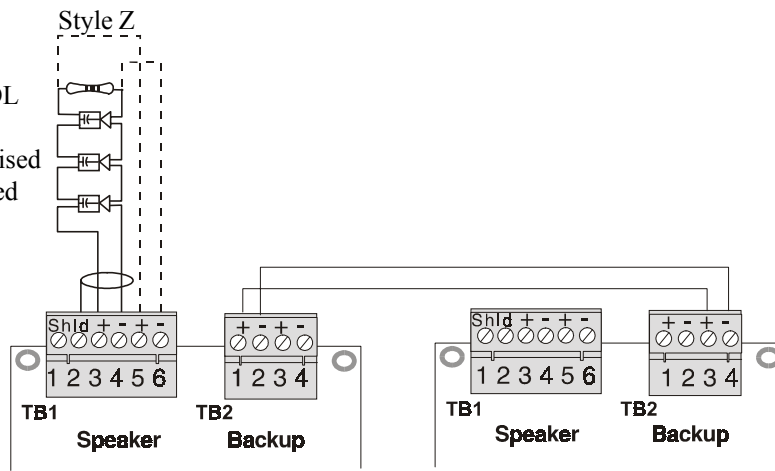 Style Z
OL
ised
ed
Shld + - + -
1 2 3 4 5 6
TB1
Speaker
+ - + -
1 2 3 4
TB2
Backup
Shld + - + -
1 2 3 4 5 6
TB1
Speaker
+ - + -
1 2 3 4
TB2
Backup